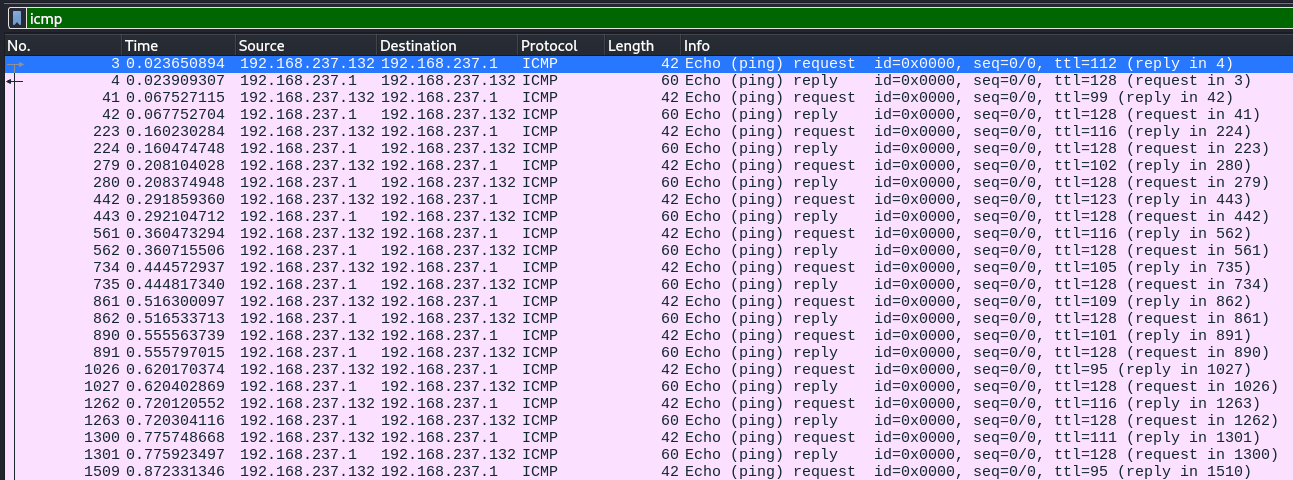 icmp
No. Time Source Destination Protocol Length Info
3 0.023650894 192.168.237.132 192.168.237.1 ICMP 42 Echo (ping) request id=0x0000, seq=0/0, ttl=112 (reply in 4)
4 0.023909307 192.168.237.1 192.168.237.132 ICMP 60 Echo (ping) reply id=0x0000, seq=0/0, ttl=128 (request in 3)
41 0.067527115 192.168.237.132 192.168.237.1 ICMP 42 Echo (ping) request id=0x0000, seq=0/0, ttl=99 (reply in 42)
42 0.067752704 192.168.237.1 192.168.237.132 ICMP 60 Echo (ping) reply id=0x0000, seq=0/0, ttl=128 (request in 41)
223 0.160230284 192.168.237.132 192.168.237.1 ICMP 42 Echo (ping) request id=0x0000, seq=0/0, ttl=116 (reply in 224)
224 0.160474748 192.168.237.1 192.168.237.132 ICMP 60 Echo (ping) reply id=0x0000, seq=0/0, ttl=128 (request in 223)
279 0.208104028 192.168.237.132 192.168.237.1 ICMP 42 Echo (ping) request id=0x0000, seq=0/0, ttl=102 (reply in 280)
280 0.208374948 192.168.237.1 192.168.237.132 ICMP 60 Echo (ping) reply id=0x0000, seq=0/0, ttl=128 (request in 279)
442 0.291859360 192.168.237.132 192.168.237.1 ICMP 42 Echo (ping) request id=0x0000, seq=0/0, ttl=123 (reply in 443)
443 0.292104712 192.168.237.1 192.168.237.132 ICMP 60 Echo (ping) reply id=0x0000, seq=0/0, ttl=128 (request in 442)
561 0.360473294 192.168.237.132 192.168.237.1 ICMP 42 Echo (ping) request id=0x0000, seq=0/0, ttl=116 (reply in 562)
562 0.360715506 192.168.237.1 192.168.237.132 ICMP 60 Echo (ping) reply id=0x0000, seq=0/0, ttl=128 (request in 561)
734 0.444572937 192.168.237.132 192.168.237.1 ICMP 42 Echo (ping) request id=0x0000, seq=0/0, ttl=105 (reply in 735)
735 0.444817340 192.168.237.1 192.168.237.132 ICMP 60 Echo (ping) reply id=0x0000, seq=0/0, ttl=128 (request in 734)
861 0.516300097 192.168.237.132 192.168.237.1 ICMP 42 Echo (ping) request id=0x0000, seq=0/0, ttl=109 (reply in 862)
862 0.516533713 192.168.237.1 192.168.237.132 ICMP 60 Echo (ping) reply id=0x0000, seq=0/0, ttl=128 (request in 861)
890 0.555563739 192.168.237.132 192.168.237.1 ICMP 42 Echo (ping) request id=0x0000, seq=0/0, ttl=101 (reply in 891)
891 0.555797015 192.168.237.1 192.168.237.132 ICMP 60 Echo (ping) reply id=0x0000, seq=0/0, ttl=128 (request in 890)
1026 0.620170374 192.168.237.132 192.168.237.1 ICMP 42 Echo (ping) request id=0x0000, seq=0/0, ttl=95 (reply in 1027)
1027 0.620402869 192.168.237.1 192.168.237.132 ICMP 60 Echo (ping) reply id=0x0000, seq=0/0, ttl=128 (request in 1026)
1262 0.720120552 192.168.237.132 192.168.237.1 ICMP 42 Echo (ping) request id=0x0000, seq=0/0, ttl=116 (reply in 1263)
1263 0.720304116 192.168.237.1 192.168.237.132 ICMP 60 Echo (ping) reply id=0x0000, seq=0/0, ttl=128 (request in 1262)
1300 0.775748668 192.168.237.132 192.168.237.1 ICMP 42 Echo (ping) request id=0x0000, seq=0/0, ttl=111 (reply in 1301)
1301 0.775923497 192.168.237.1 192.168.237.132 ICMP 60 Echo (ping) reply id=0x0000, seq=0/0, ttl=128 (request in 1300)
1509 0.872331346 192.168.237.132 192.168.237.1 ICMP 42 Echo (ping) request id=0x0000, seq=0/0, ttl=95 (reply in 1510)